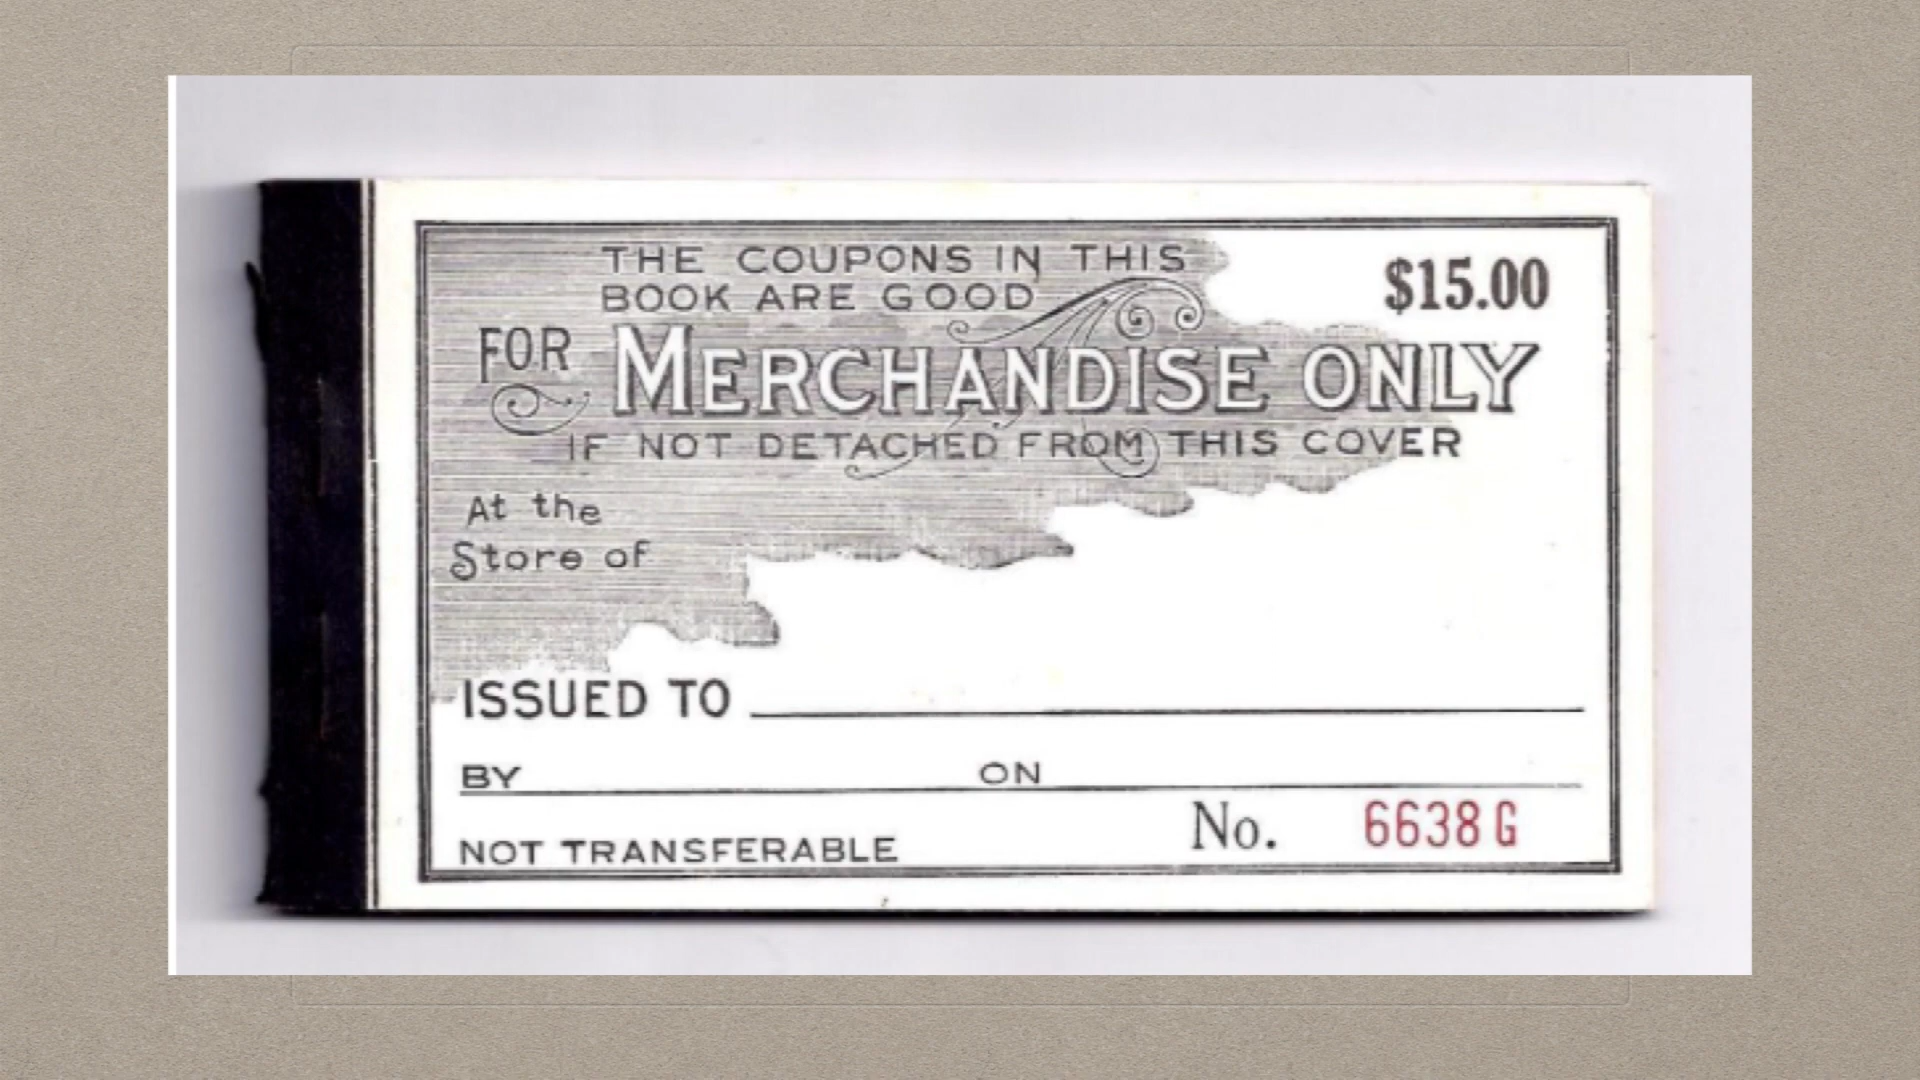 THE COUPONS IN THIS
BOOK ARE GOOD
$15.00
FOR MERCHANDISE ONLY
IF NOT DETACHED FROM THIS COVER
At the
Store of
ISSUED TO
BY ON
No. 6638 G
NOT TRANSFERABLE